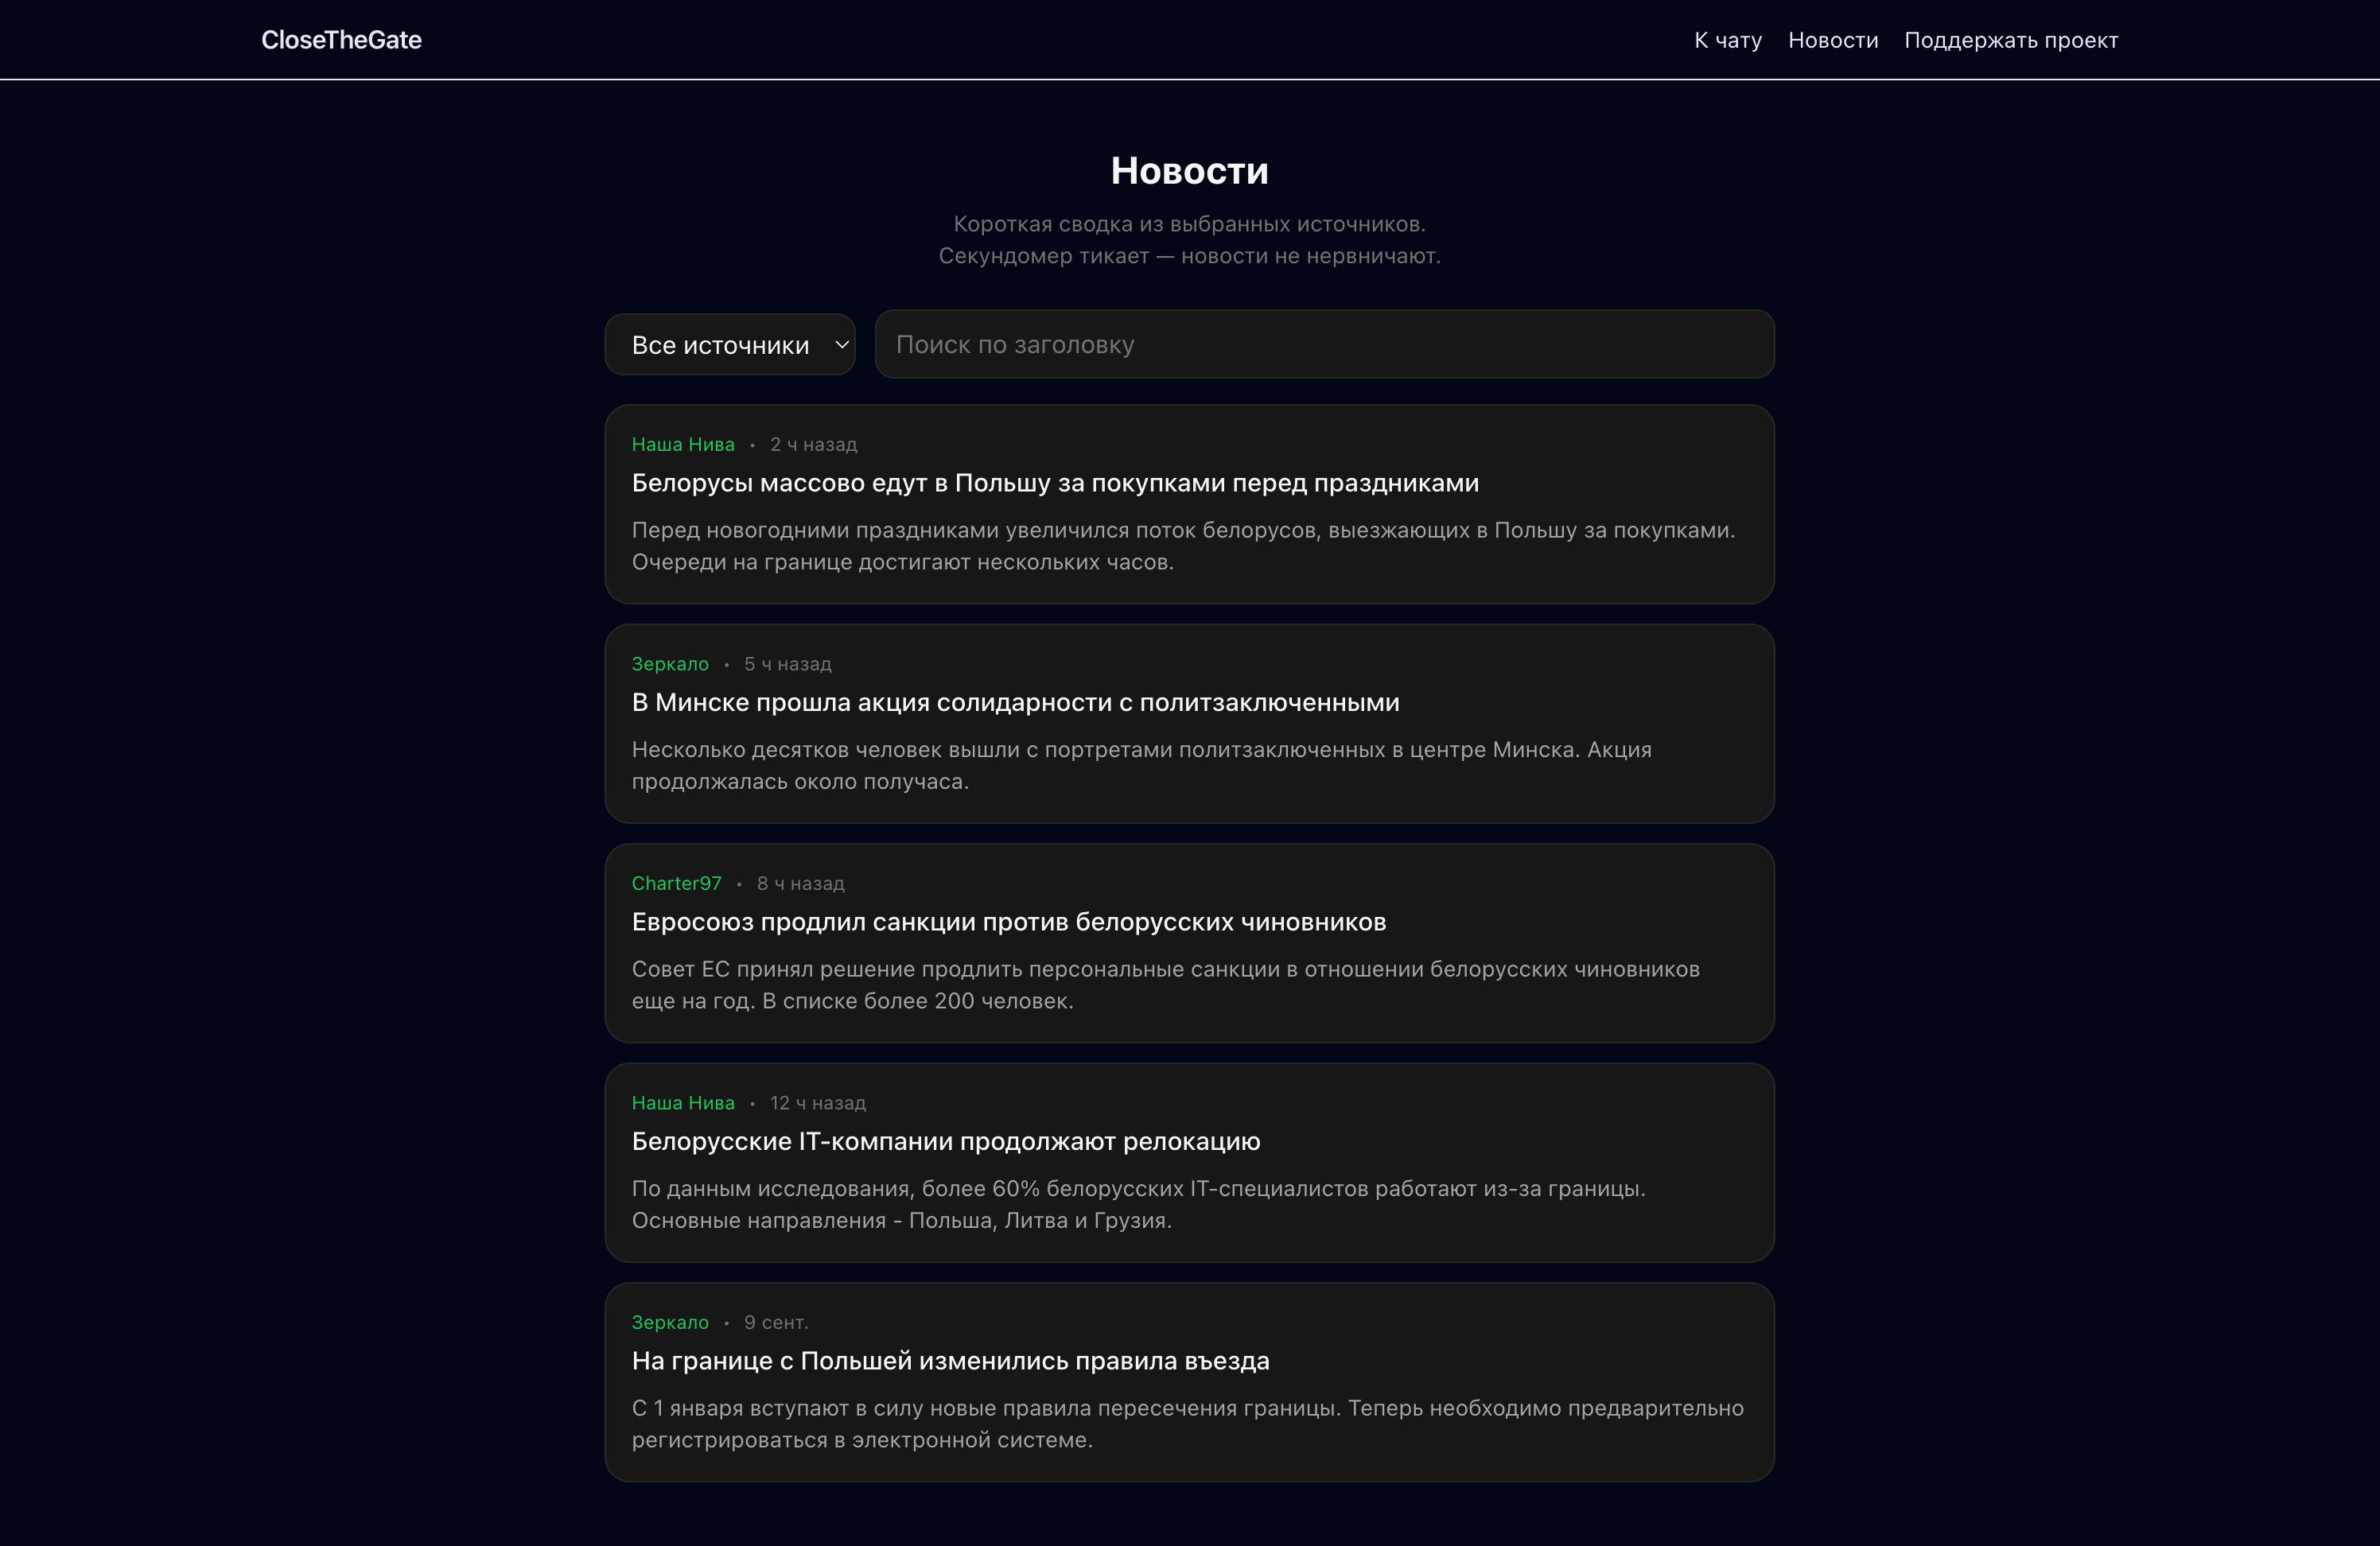 CloseTheGate
К чату
Новости
Поддержать проект
Новости
Короткая сводка из выбранных источников.
Секундомер тикает — новости не нервничают.
Все источники
Поиск по заголовку
Наша Нива • 2 ч назад
Белорусы массово едут в Польшу за покупками перед праздниками
Перед новогодними праздниками увеличился поток белорусов, выезжающих в Польшу за покупками.
Очереди на границе достигают нескольких часов.
Зеркало • 5 ч назад
В Минске прошла акция солидарности с политзаключенными
Несколько десятков человек вышли с портретами политзаключенных в центре Минска. Акция
продолжалась около получаса.
Charter97 • 8 ч назад
Евросоюз продлил санкции против белорусских чиновников
Совет ЕС принял решение продлить персональные санкции в отношении белорусских чиновников
еще на год. В списке более 200 человек.
Наша Нива • 12 ч назад
Белорусские IT-компании продолжают релокацию
По данным исследования, более 60% белорусских IT-специалистов работают из-за границы.
Основные направления - Польша, Литва и Грузия.
Зеркало • 9 сент.
На границе с Польшей изменились правила въезда
С 1 января вступают в силу новые правила пересечения границы. Теперь необходимо предварительно
регистрироваться в электронной системе.